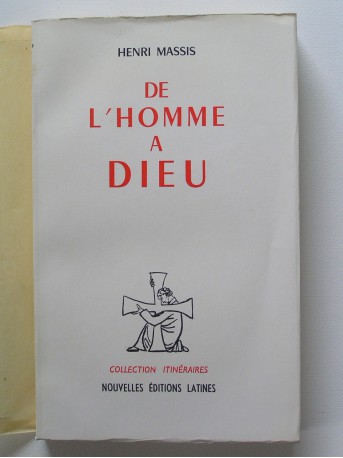 HENRI MASSIS
DE
L'HOMME
A
DIEU
COLLECTION ITINÉRAIRES
NOUVELLES ÉDITIONS LATINES